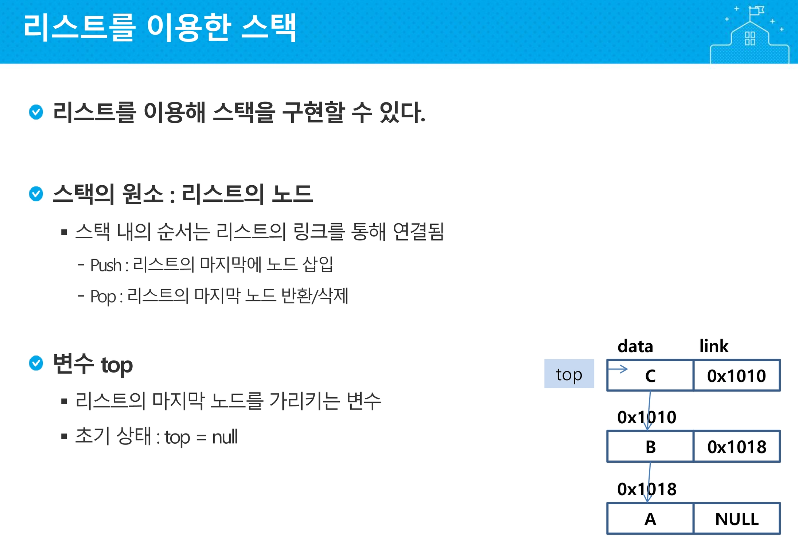 리스트를 이용한 스택
리스트를 이용해 스택을 구현할 수 있다.
스택의 원소 : 리스트의 노드
▪ 스택 내의 순서는 리스트의 링크를 통해 연결됨
- Push : 리스트의 마지막에 노드 삽입
- Pop : 리스트의 마지막 노드 반환/삭제
변수 top
▪ 리스트의 마지막 노드를 가리키는 변수
▪ 초기 상태 : top = null
data link
top C 0x1010
0x1010
B 0x1018
0x1018
A NULL